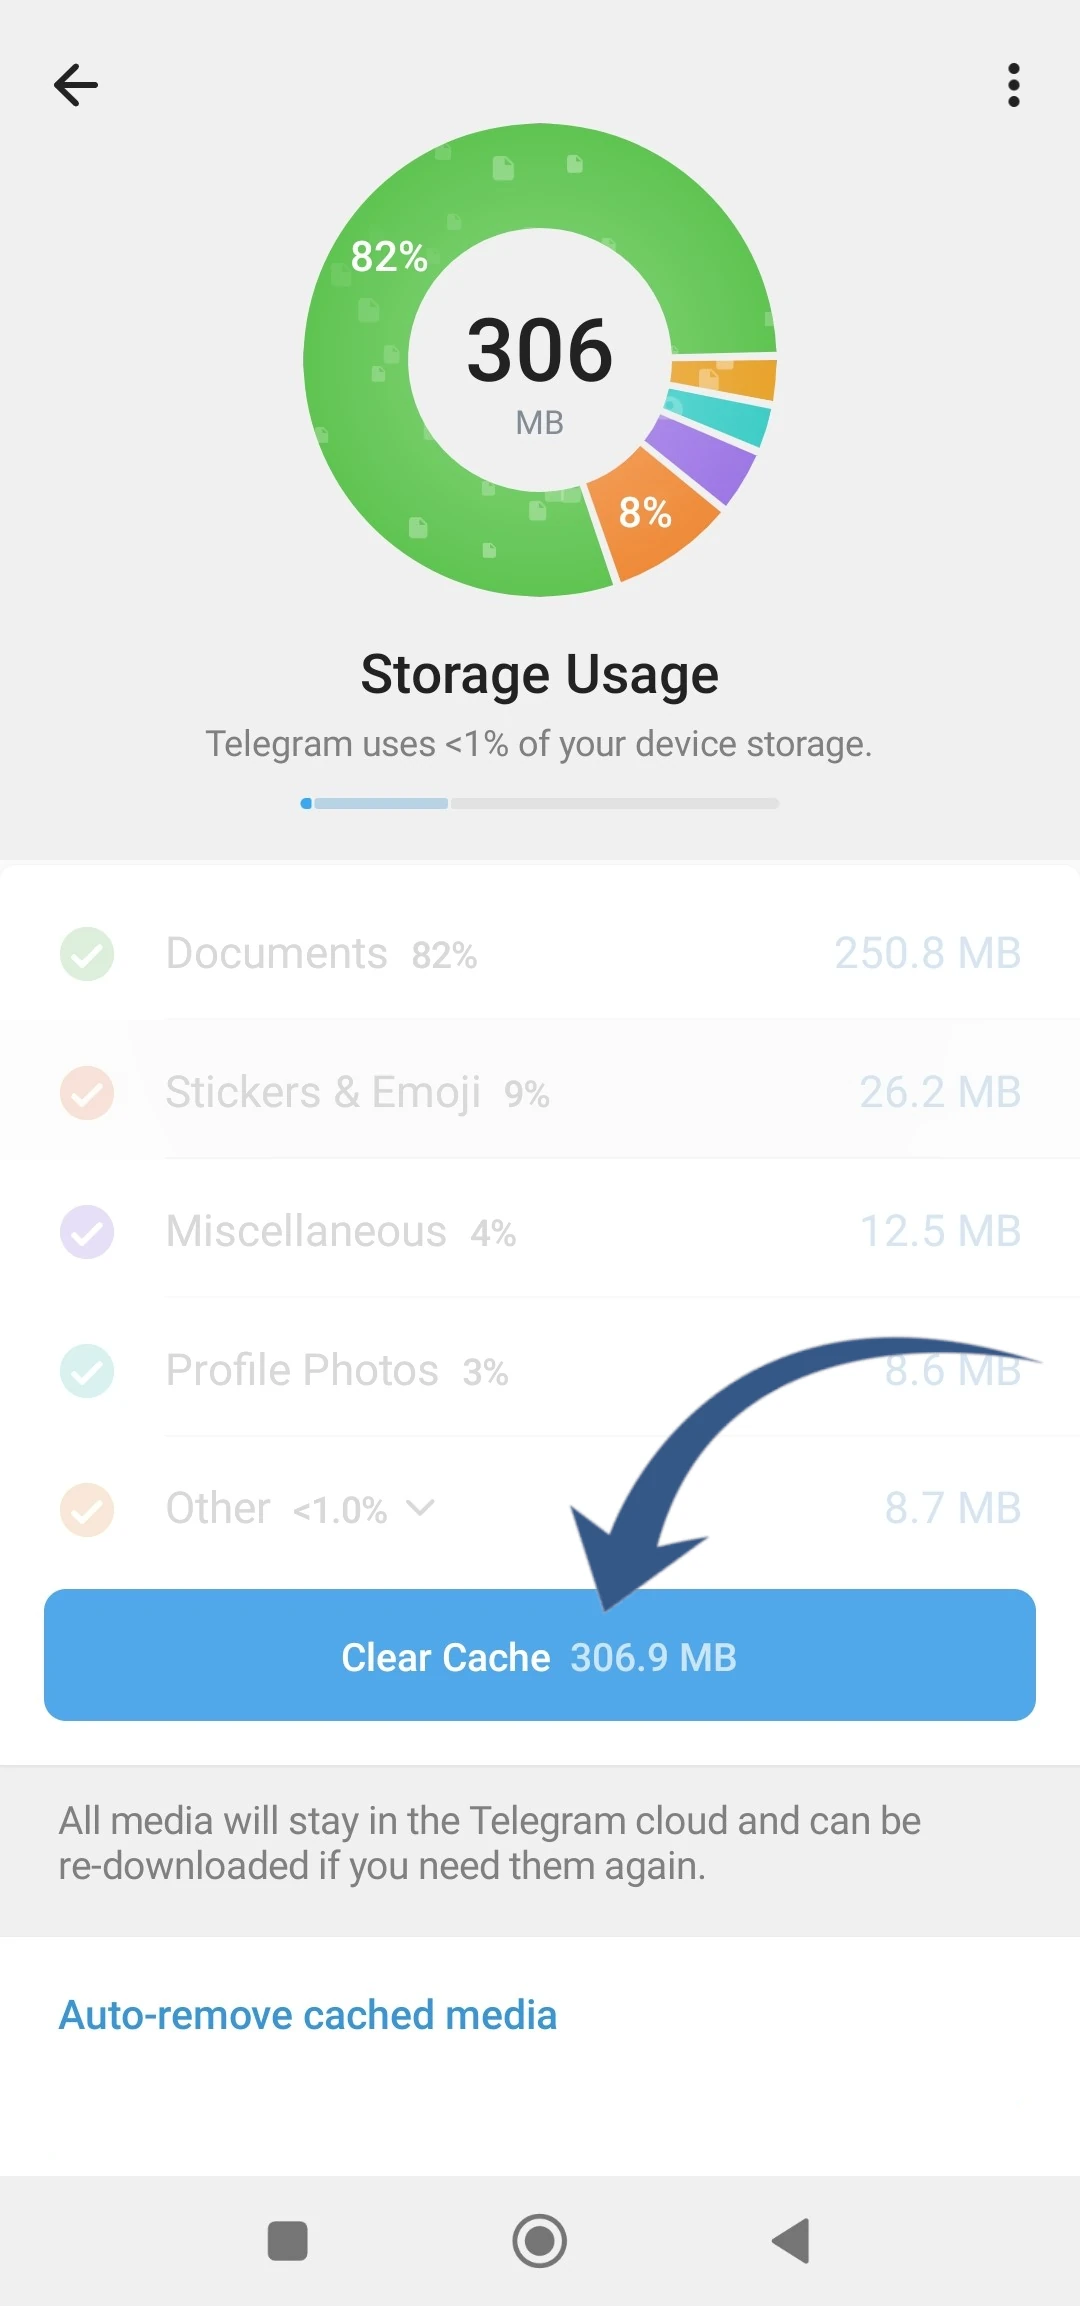 82%
306
MB
8%
Storage Usage
Telegram uses <1% of your device storage.
Documents 82% 250.8 MB
Stickers & Emoji 9% 26.2 MB
Miscellaneous 4% 12.5 MB
Profile Photos 3% 8.6 MB
Other <1.0% 8.7 MB
Clear Cache 306.9 MB
All media will stay in the Telegram cloud and can be
re-downloaded if you need them again.
Auto-remove cached media